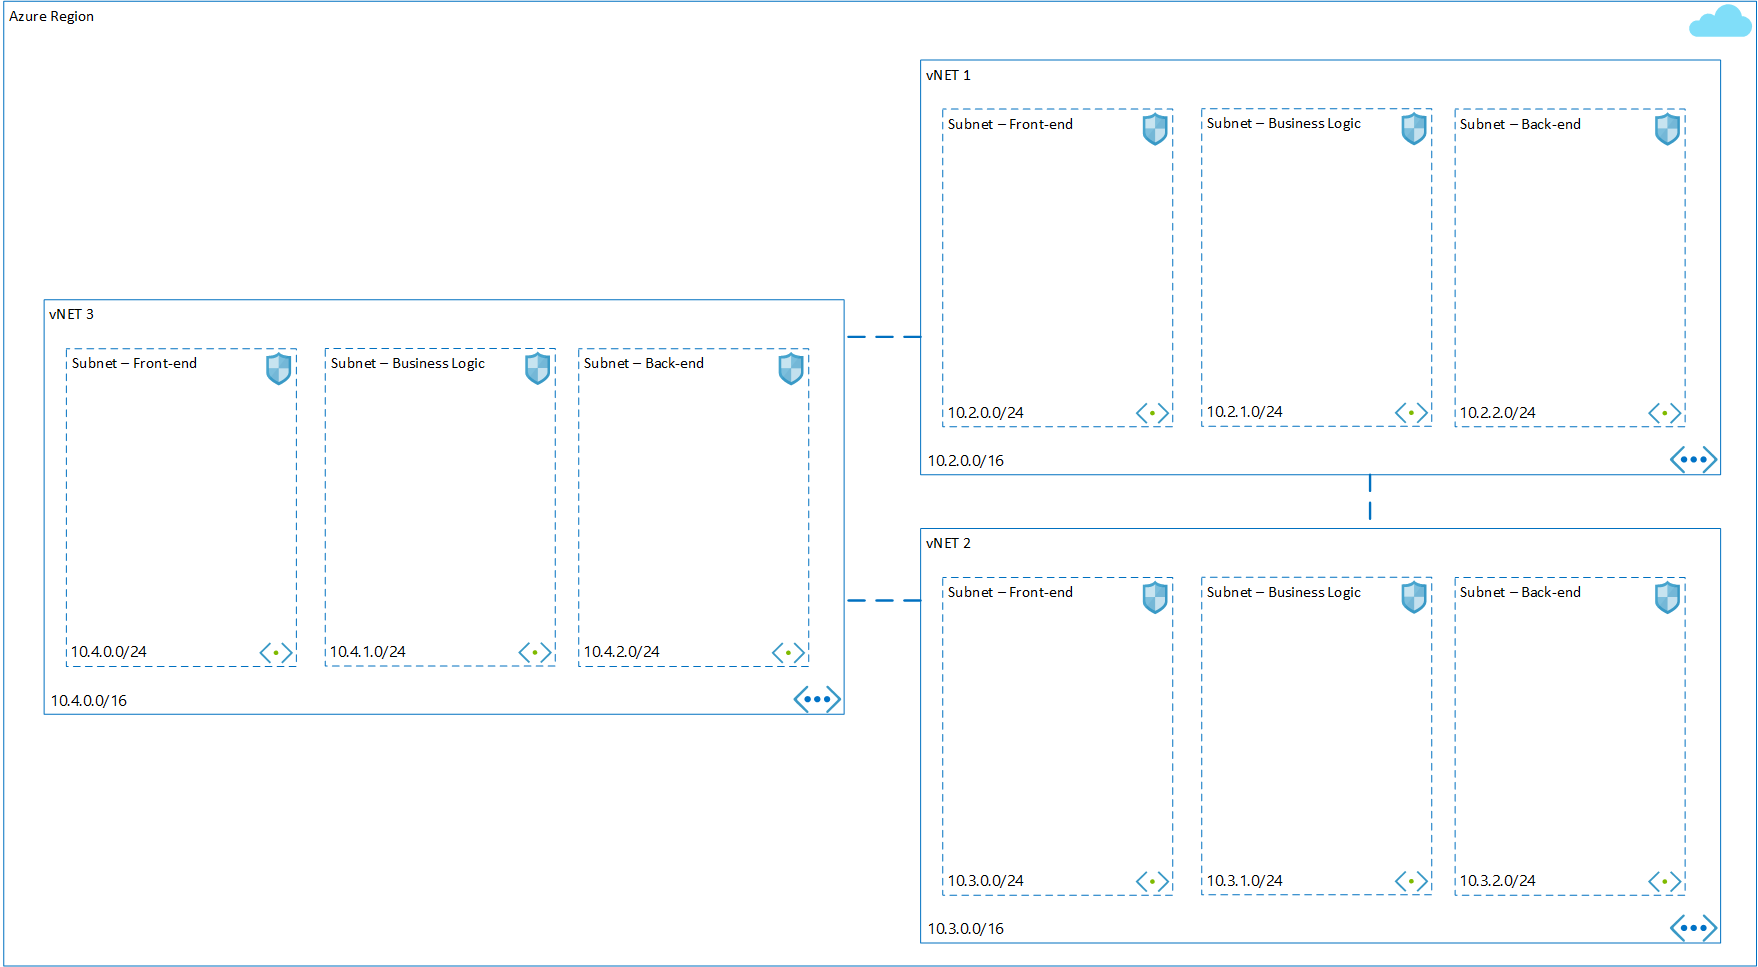 Azure Region
vNET 1
Subnet – Front-end
Subnet – Business Logic
Subnet – Back-end
10.2.0.0/24
10.2.1.0/24
10.2.2.0/24
10.2.0.0/16
vNET 3
Subnet – Front-end
Subnet – Business Logic
Subnet – Back-end
10.4.0.0/24
10.4.1.0/24
10.4.2.0/24
10.4.0.0/16
vNET 2
Subnet – Front-end
Subnet – Business Logic
Subnet – Back-end
10.3.0.0/24
10.3.1.0/24
10.3.2.0/24
10.3.0.0/16